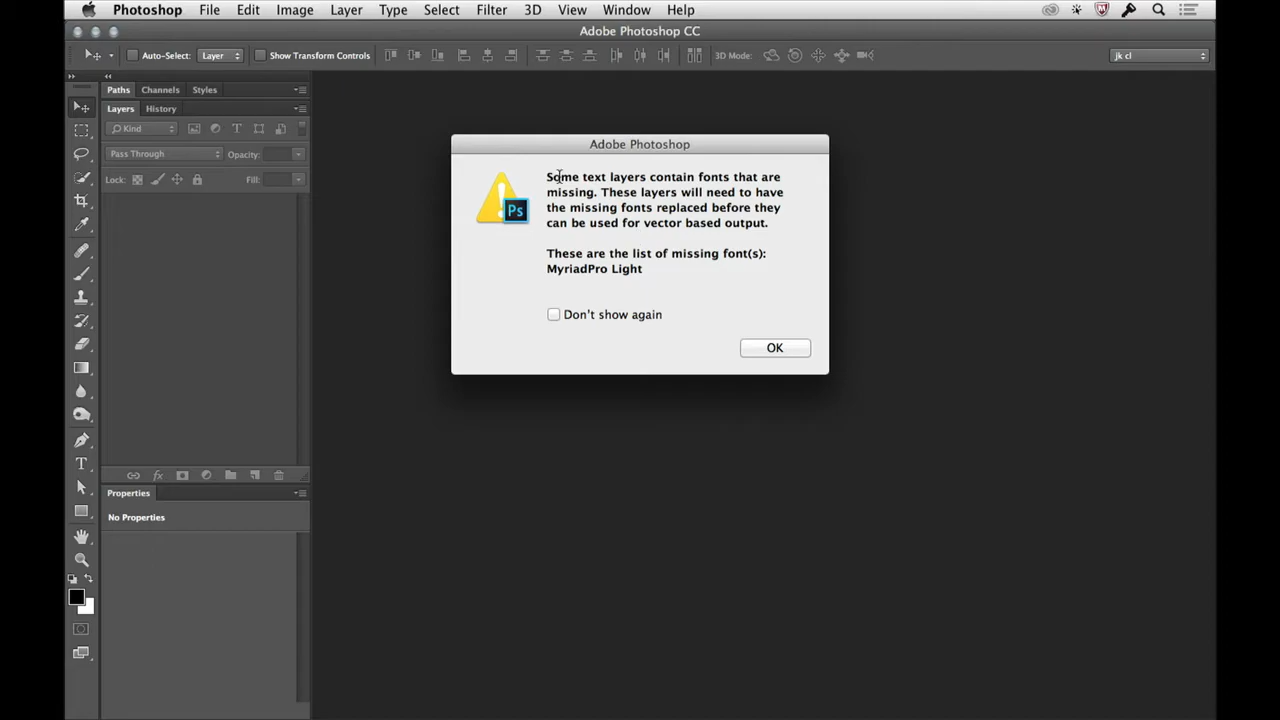 Photoshop File Edit Image Layer Type Select Filter 3D View Window Help
Adobe Photoshop CC
Auto-Select: Layer Show Transform Controls 3D Mode: jk cl
Paths Channels Styles
Layers History
Kind
Pass Through Opacity:
Lock: Fill:
Adobe Photoshop
Some text layers contain fonts that are
missing. These layers will need to have
the missing fonts replaced before they
can be used for vector based output.
These are the list of missing font(s):
MyriadPro Light
Don't show again
OK
Ps
fx
Properties
No Properties
T